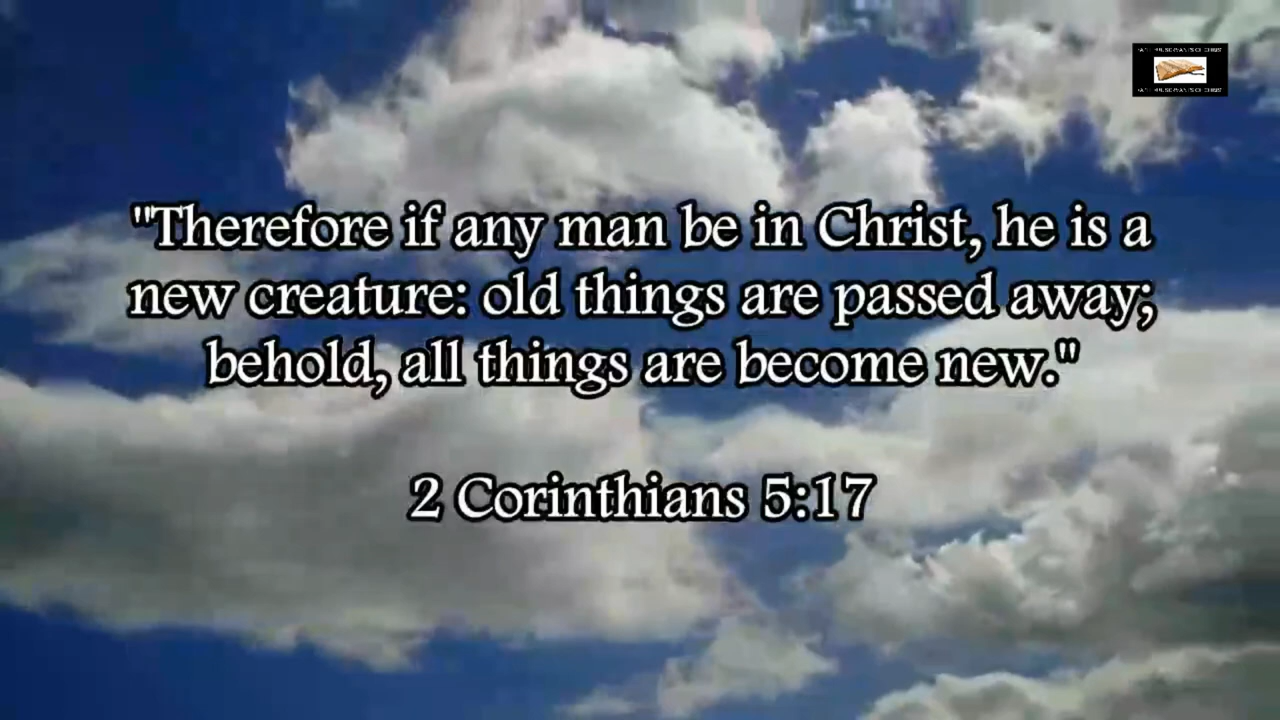 "Therefore if any man be in Christ, he is a
new creature: old things are passed away;
behold, all things are become new."
2 Corinthians 5:17